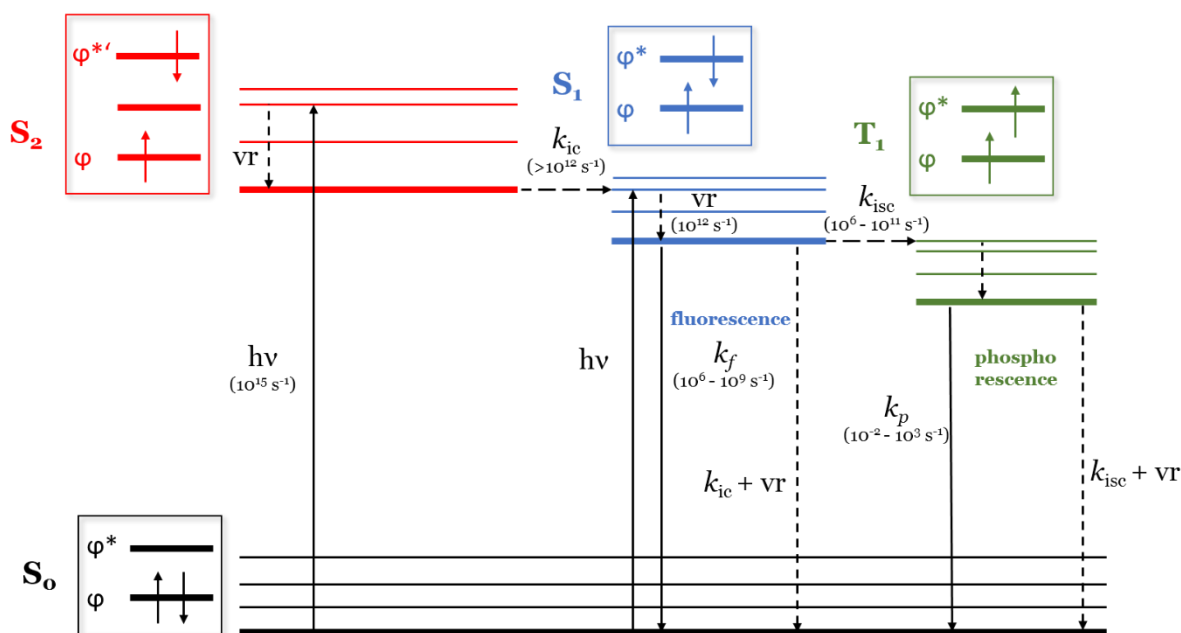 φ*‘
φ
S₂
vr
hν
(10¹⁵ s⁻¹)
kᵢc
(>10¹² s⁻¹)
S₁
φ*
φ
vr
(10¹² s⁻¹)
hν
fluorescence
k_f
(10⁶ - 10⁹ s⁻¹)
k_ic + vr
k_isc
(10⁶ - 10¹¹ s⁻¹)
T₁
φ*
φ
phospho
rescence
k_p
(10⁻² - 10³ s⁻¹)
k_isc + vr
S₀
φ*
φ